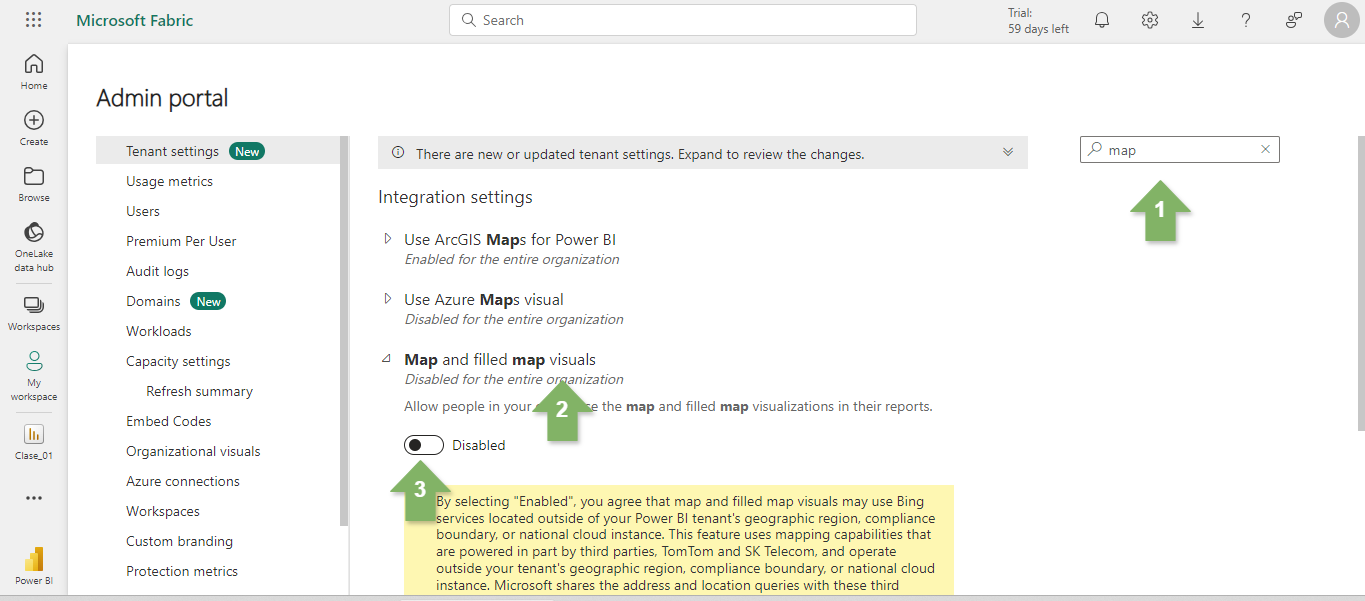 Microsoft Fabric
Search
Trial:
59 days left
Home
Create
Browse
OneLake
data hub
Workspaces
My
workspace
Clase_01
Power BI
Admin portal
Tenant settings New
Usage metrics
Users
Premium Per User
Audit logs
Domains New
Workloads
Capacity settings
Refresh summary
Embed Codes
Organizational visuals
Azure connections
Workspaces
Custom branding
Protection metrics
There are new or updated tenant settings. Expand to review the changes.
map
1
Integration settings
Use ArcGIS Maps for Power BI
Enabled for the entire organization
Use Azure Maps visual
Disabled for the entire organization
Map and filled map visuals
Disabled for the entire organization
2
Allow people in your the map and filled map visualizations in their reports.
Disabled
3
By selecting "Enabled", you agree that map and filled map visuals may use Bing
services located outside of your Power BI tenant's geographic region, compliance
boundary, or national cloud instance. This feature uses mapping capabilities that
are powered in part by third parties, TomTom and SK Telecom, and operate
outside your tenant's geographic region, compliance boundary, or national cloud
instance. Microsoft shares the address and location queries with these third